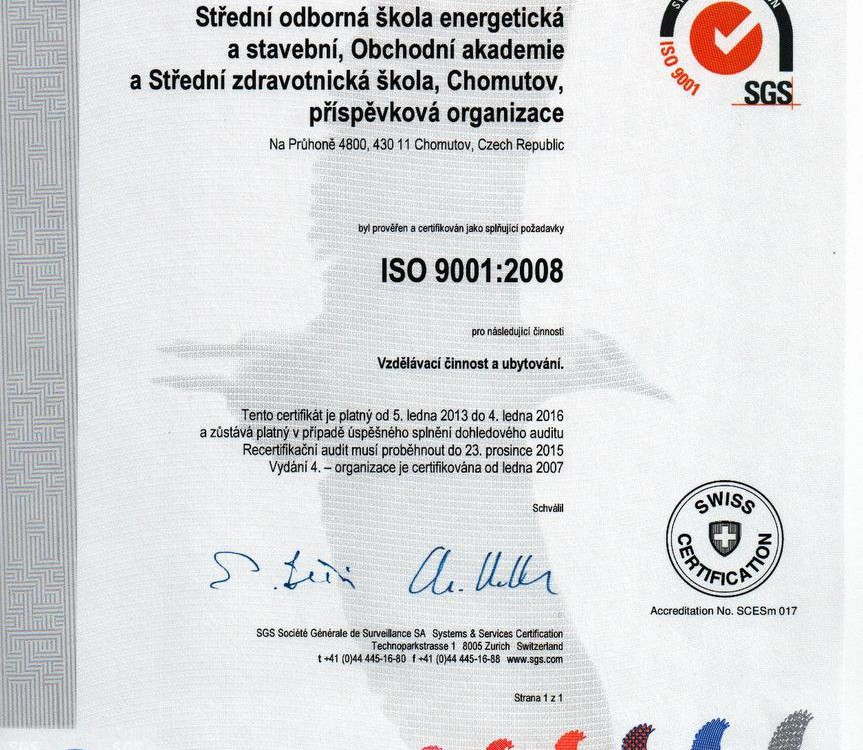 Střední odborná škola energetická
a stavební, Obchodní akademie
a Střední zdravotnická škola, Chomutov,
příspěvková organizace
Na Průhoně 4800, 430 11 Chomutov, Czech Republic
ISO 9001
SGS
byl prověřen a certifikován jako splňující požadavky
ISO 9001:2008
pro následující činnosti
Vzdělávací činnost a ubytování.
Tento certifikát je platný od 5. ledna 2013 do 4. ledna 2016
a zůstává platný v případě úspěšného splnění dohledového auditu
Recertifikační audit musí proběhnout do 23. prosince 2015
Vydání 4. – organizace je certifikována od ledna 2007
Schválil
SWISS
CERTIFICATION
Accreditation No. SCESm 017
SGS Société Générale de Surveillance SA Systems & Services Certification
Technoparkstrasse 1 8005 Zurich Switzerland
t +41 (0)44 445-16-80 f +41 (0)44 445-16-88 www.sgs.com
Strana 1 z 1